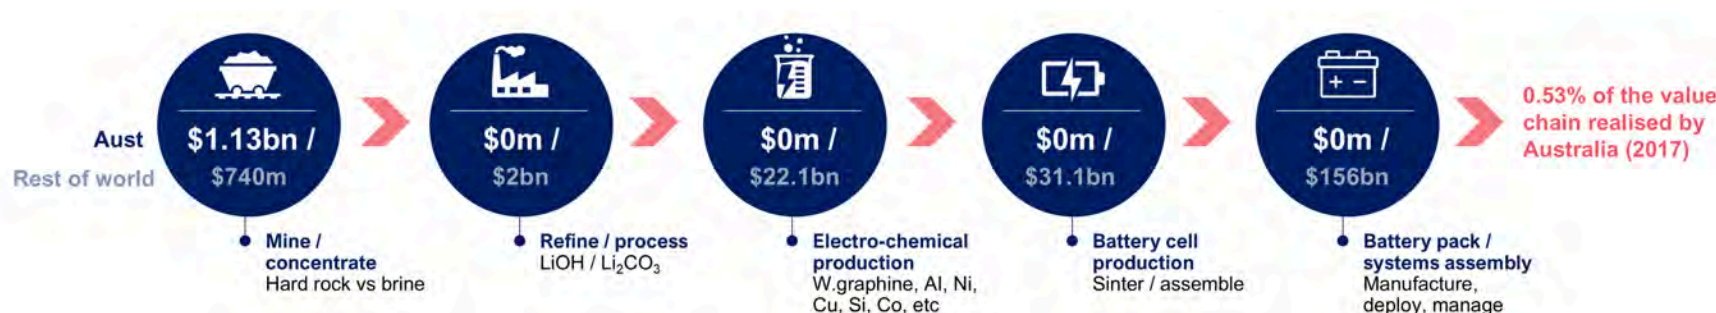 Aust
Rest of world
$1.13bn /
$740m
$0m /
$2bn
$0m /
$22.1bn
$0m /
$31.1bn
+ −
$0m /
$156bn
0.53% of the value
chain realised by
Australia (2017)
Mine /
concentrate
Hard rock vs brine
Refine / process
LiOH / Li₂CO₃
Electro-chemical
production
W.graphine, Al, Ni,
Cu, Si, Co, etc
Battery cell
production
Sinter / assemble
Battery pack /
systems assembly
Manufacture,
deploy, manage